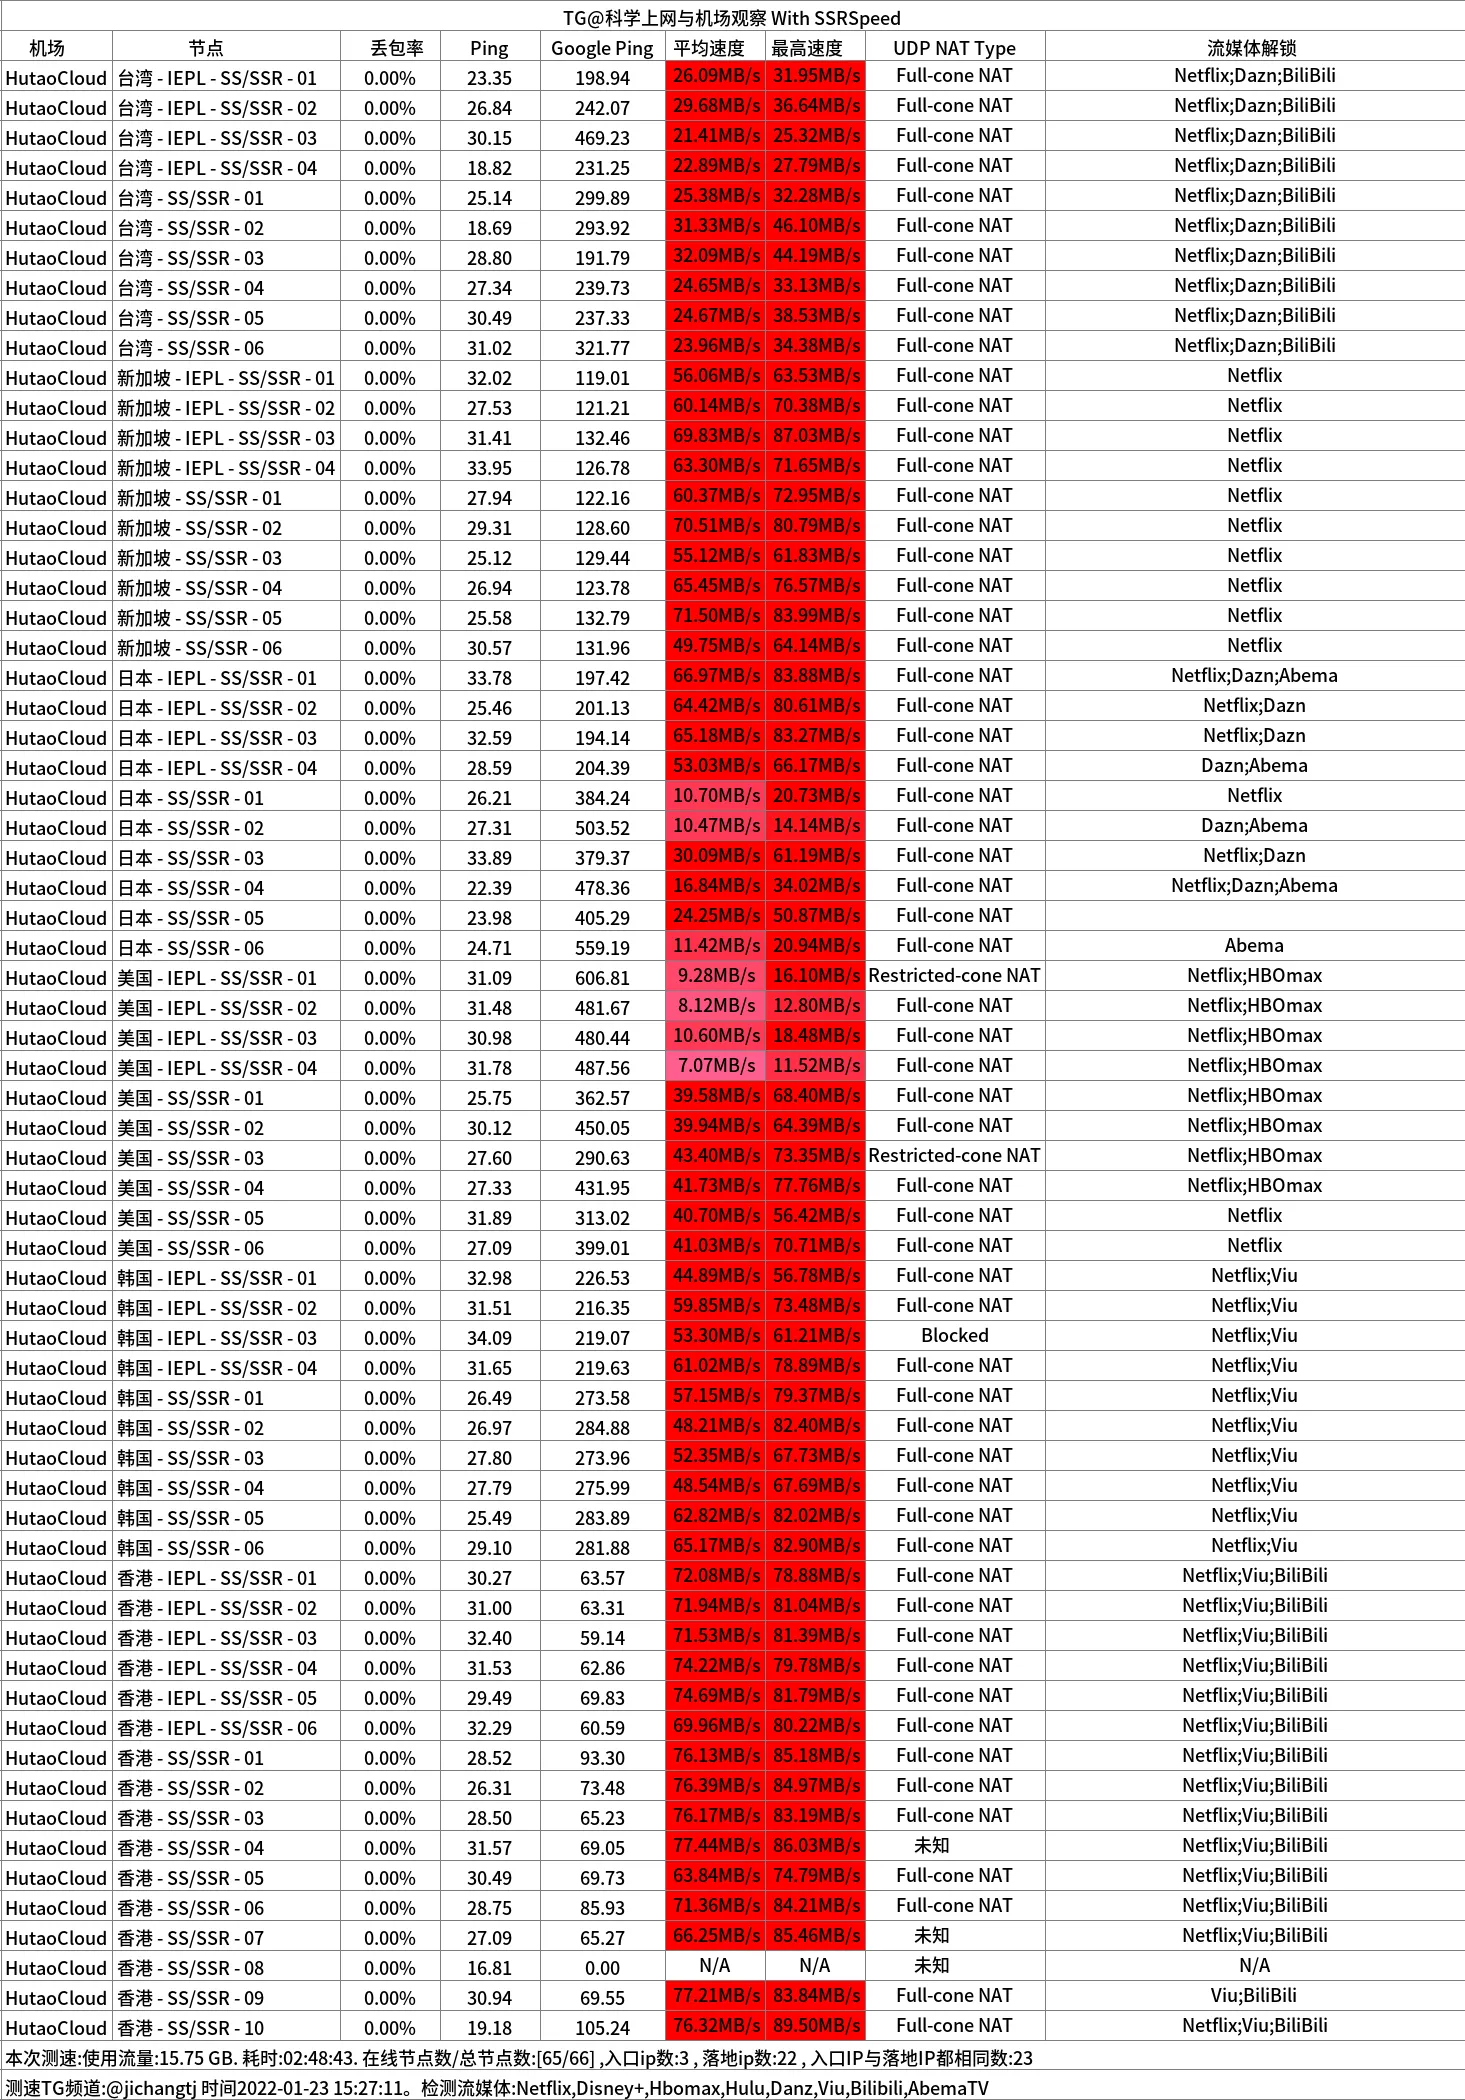 TG@科学上网与机场观察 With SSRSpeed
机场 节点 丢包率 Ping Google Ping 平均速度 最高速度 UDP NAT Type 流媒体解锁
HutaoCloud 台湾 - IEPL - SS/SSR - 01 0.00% 23.35 198.94 26.09MB/s 31.95MB/s Full-cone NAT Netflix;Dazn;BiliBili
HutaoCloud 台湾 - IEPL - SS/SSR - 02 0.00% 26.84 242.07 29.68MB/s 36.64MB/s Full-cone NAT Netflix;Dazn;BiliBili
HutaoCloud 台湾 - IEPL - SS/SSR - 03 0.00% 30.15 469.23 21.41MB/s 25.32MB/s Full-cone NAT Netflix;Dazn;BiliBili
HutaoCloud 台湾 - IEPL - SS/SSR - 04 0.00% 18.82 231.25 22.89MB/s 27.79MB/s Full-cone NAT Netflix;Dazn;BiliBili
HutaoCloud 台湾 - SS/SSR - 01 0.00% 25.14 299.89 25.38MB/s 32.28MB/s Full-cone NAT Netflix;Dazn;BiliBili
HutaoCloud 台湾 - SS/SSR - 02 0.00% 18.69 293.92 31.33MB/s 46.10MB/s Full-cone NAT Netflix;Dazn;BiliBili
HutaoCloud 台湾 - SS/SSR - 03 0.00% 28.80 191.79 32.09MB/s 44.19MB/s Full-cone NAT Netflix;Dazn;BiliBili
HutaoCloud 台湾 - SS/SSR - 04 0.00% 27.34 239.73 24.65MB/s 33.13MB/s Full-cone NAT Netflix;Dazn;BiliBili
HutaoCloud 台湾 - SS/SSR - 05 0.00% 30.49 237.33 24.67MB/s 38.53MB/s Full-cone NAT Netflix;Dazn;BiliBili
HutaoCloud 台湾 - SS/SSR - 06 0.00% 31.02 321.77 23.96MB/s 34.38MB/s Full-cone NAT Netflix;Dazn;BiliBili
HutaoCloud 新加坡 - IEPL - SS/SSR - 01 0.00% 32.02 119.01 56.06MB/s 63.53MB/s Full-cone NAT Netflix
HutaoCloud 新加坡 - IEPL - SS/SSR - 02 0.00% 27.53 121.21 60.14MB/s 70.38MB/s Full-cone NAT Netflix
HutaoCloud 新加坡 - IEPL - SS/SSR - 03 0.00% 31.41 132.46 69.83MB/s 87.03MB/s Full-cone NAT Netflix
HutaoCloud 新加坡 - IEPL - SS/SSR - 04 0.00% 33.95 126.78 63.30MB/s 71.65MB/s Full-cone NAT Netflix
HutaoCloud 新加坡 - SS/SSR - 01 0.00% 27.94 122.16 60.37MB/s 72.95MB/s Full-cone NAT Netflix
HutaoCloud 新加坡 - SS/SSR - 02 0.00% 29.31 128.60 70.51MB/s 80.79MB/s Full-cone NAT Netflix
HutaoCloud 新加坡 - SS/SSR - 03 0.00% 25.12 129.44 55.12MB/s 61.83MB/s Full-cone NAT Netflix
HutaoCloud 新加坡 - SS/SSR - 04 0.00% 26.94 123.78 65.45MB/s 76.57MB/s Full-cone NAT Netflix
HutaoCloud 新加坡 - SS/SSR - 05 0.00% 25.58 132.79 71.50MB/s 83.99MB/s Full-cone NAT Netflix
HutaoCloud 新加坡 - SS/SSR - 06 0.00% 30.57 131.96 49.75MB/s 64.14MB/s Full-cone NAT Netflix
HutaoCloud 日本 - IEPL - SS/SSR - 01 0.00% 33.78 197.42 66.97MB/s 83.88MB/s Full-cone NAT Netflix;Dazn;Abema
HutaoCloud 日本 - IEPL - SS/SSR - 02 0.00% 25.46 201.13 64.42MB/s 80.61MB/s Full-cone NAT Netflix;Dazn
HutaoCloud 日本 - IEPL - SS/SSR - 03 0.00% 32.59 194.14 65.18MB/s 83.27MB/s Full-cone NAT Netflix;Dazn
HutaoCloud 日本 - IEPL - SS/SSR - 04 0.00% 28.59 204.39 53.03MB/s 66.17MB/s Full-cone NAT Dazn;Abema
HutaoCloud 日本 - SS/SSR - 01 0.00% 26.21 384.24 10.70MB/s 20.73MB/s Full-cone NAT Netflix
HutaoCloud 日本 - SS/SSR - 02 0.00% 27.31 503.52 10.47MB/s 14.14MB/s Full-cone NAT Dazn;Abema
HutaoCloud 日本 - SS/SSR - 03 0.00% 33.89 379.37 30.09MB/s 61.19MB/s Full-cone NAT Netflix;Dazn
HutaoCloud 日本 - SS/SSR - 04 0.00% 22.39 478.36 16.84MB/s 34.02MB/s Full-cone NAT Netflix;Dazn;Abema
HutaoCloud 日本 - SS/SSR - 05 0.00% 23.98 405.29 24.25MB/s 50.87MB/s Full-cone NAT
HutaoCloud 日本 - SS/SSR - 06 0.00% 24.71 559.19 11.42MB/s 20.94MB/s Full-cone NAT Abema
HutaoCloud 美国 - IEPL - SS/SSR - 01 0.00% 31.09 606.81 9.28MB/s 16.10MB/s Restricted-cone NAT Netflix;HBOmax
HutaoCloud 美国 - IEPL - SS/SSR - 02 0.00% 31.48 481.67 8.12MB/s 12.80MB/s Full-cone NAT Netflix;HBOmax
HutaoCloud 美国 - IEPL - SS/SSR - 03 0.00% 30.98 480.44 10.60MB/s 18.48MB/s Full-cone NAT Netflix;HBOmax
HutaoCloud 美国 - IEPL - SS/SSR - 04 0.00% 31.78 487.56 7.07MB/s 11.52MB/s Full-cone NAT Netflix;HBOmax
HutaoCloud 美国 - SS/SSR - 01 0.00% 25.75 362.57 39.58MB/s 68.40MB/s Full-cone NAT Netflix;HBOmax
HutaoCloud 美国 - SS/SSR - 02 0.00% 30.12 450.05 39.94MB/s 64.39MB/s Full-cone NAT Netflix;HBOmax
HutaoCloud 美国 - SS/SSR - 03 0.00% 27.60 290.63 43.40MB/s 73.35MB/s Restricted-cone NAT Netflix;HBOmax
HutaoCloud 美国 - SS/SSR - 04 0.00% 27.33 431.95 41.73MB/s 77.76MB/s Full-cone NAT Netflix;HBOmax
HutaoCloud 美国 - SS/SSR - 05 0.00% 31.89 313.02 40.70MB/s 56.42MB/s Full-cone NAT Netflix
HutaoCloud 美国 - SS/SSR - 06 0.00% 27.09 399.01 41.03MB/s 70.71MB/s Full-cone NAT Netflix
HutaoCloud 韩国 - IEPL - SS/SSR - 01 0.00% 32.98 226.53 44.89MB/s 56.78MB/s Full-cone NAT Netflix;Viu
HutaoCloud 韩国 - IEPL - SS/SSR - 02 0.00% 31.51 216.35 59.85MB/s 73.48MB/s Full-cone NAT Netflix;Viu
HutaoCloud 韩国 - IEPL - SS/SSR - 03 0.00% 34.09 219.07 53.30MB/s 61.21MB/s Blocked Netflix;Viu
HutaoCloud 韩国 - IEPL - SS/SSR - 04 0.00% 31.65 219.63 61.02MB/s 78.89MB/s Full-cone NAT Netflix;Viu
HutaoCloud 韩国 - SS/SSR - 01 0.00% 26.49 273.58 57.15MB/s 79.37MB/s Full-cone NAT Netflix;Viu
HutaoCloud 韩国 - SS/SSR - 02 0.00% 26.97 284.88 48.21MB/s 82.40MB/s Full-cone NAT Netflix;Viu
HutaoCloud 韩国 - SS/SSR - 03 0.00% 27.80 273.96 52.35MB/s 67.73MB/s Full-cone NAT Netflix;Viu
HutaoCloud 韩国 - SS/SSR - 04 0.00% 27.79 275.99 48.54MB/s 67.69MB/s Full-cone NAT Netflix;Viu
HutaoCloud 韩国 - SS/SSR - 05 0.00% 25.49 283.89 62.82MB/s 82.02MB/s Full-cone NAT Netflix;Viu
HutaoCloud 韩国 - SS/SSR - 06 0.00% 29.10 281.88 65.17MB/s 82.90MB/s Full-cone NAT Netflix;Viu
HutaoCloud 香港 - IEPL - SS/SSR - 01 0.00% 30.27 63.57 72.08MB/s 78.88MB/s Full-cone NAT Netflix;Viu;BiliBili
HutaoCloud 香港 - IEPL - SS/SSR - 02 0.00% 31.00 63.31 71.94MB/s 81.04MB/s Full-cone NAT Netflix;Viu;BiliBili
HutaoCloud 香港 - IEPL - SS/SSR - 03 0.00% 32.40 59.14 71.53MB/s 81.39MB/s Full-cone NAT Netflix;Viu;BiliBili
HutaoCloud 香港 - IEPL - SS/SSR - 04 0.00% 31.53 62.86 74.22MB/s 79.78MB/s Full-cone NAT Netflix;Viu;BiliBili
HutaoCloud 香港 - IEPL - SS/SSR - 05 0.00% 29.49 69.83 74.69MB/s 81.79MB/s Full-cone NAT Netflix;Viu;BiliBili
HutaoCloud 香港 - IEPL - SS/SSR - 06 0.00% 32.29 60.59 69.96MB/s 80.22MB/s Full-cone NAT Netflix;Viu;BiliBili
HutaoCloud 香港 - SS/SSR - 01 0.00% 28.52 93.30 76.13MB/s 85.18MB/s Full-cone NAT Netflix;Viu;BiliBili
HutaoCloud 香港 - SS/SSR - 02 0.00% 26.31 73.48 76.39MB/s 84.97MB/s Full-cone NAT Netflix;Viu;BiliBili
HutaoCloud 香港 - SS/SSR - 03 0.00% 28.50 65.23 76.17MB/s 83.19MB/s Full-cone NAT Netflix;Viu;BiliBili
HutaoCloud 香港 - SS/SSR - 04 0.00% 31.57 69.05 77.44MB/s 86.03MB/s 未知 Netflix;Viu;BiliBili
HutaoCloud 香港 - SS/SSR - 05 0.00% 30.49 69.73 63.84MB/s 74.79MB/s Full-cone NAT Netflix;Viu;BiliBili
HutaoCloud 香港 - SS/SSR - 06 0.00% 28.75 85.93 71.36MB/s 84.21MB/s Full-cone NAT Netflix;Viu;BiliBili
HutaoCloud 香港 - SS/SSR - 07 0.00% 27.09 65.27 66.25MB/s 85.46MB/s 未知 Netflix;Viu;BiliBili
HutaoCloud 香港 - SS/SSR - 08 0.00% 16.81 0.00 N/A N/A 未知 N/A
HutaoCloud 香港 - SS/SSR - 09 0.00% 30.94 69.55 77.21MB/s 83.84MB/s Full-cone NAT Viu;BiliBili
HutaoCloud 香港 - SS/SSR - 10 0.00% 19.18 105.24 76.32MB/s 89.50MB/s Full-cone NAT Netflix;Viu;BiliBili
本次测速:使用流量:15.75 GB. 耗时:02:48:43. 在线节点数/总节点数:[65/66] ,入口ip数:3 , 落地ip数:22 , 入口IP与落地IP都相同数:23
测速TG频道:@jichangtj 时间2022-01-23 15:27:11。检测流媒体:Netflix,Disney+,Hbomax,Hulu,Danz,Viu,Bilibili,AbemaTV